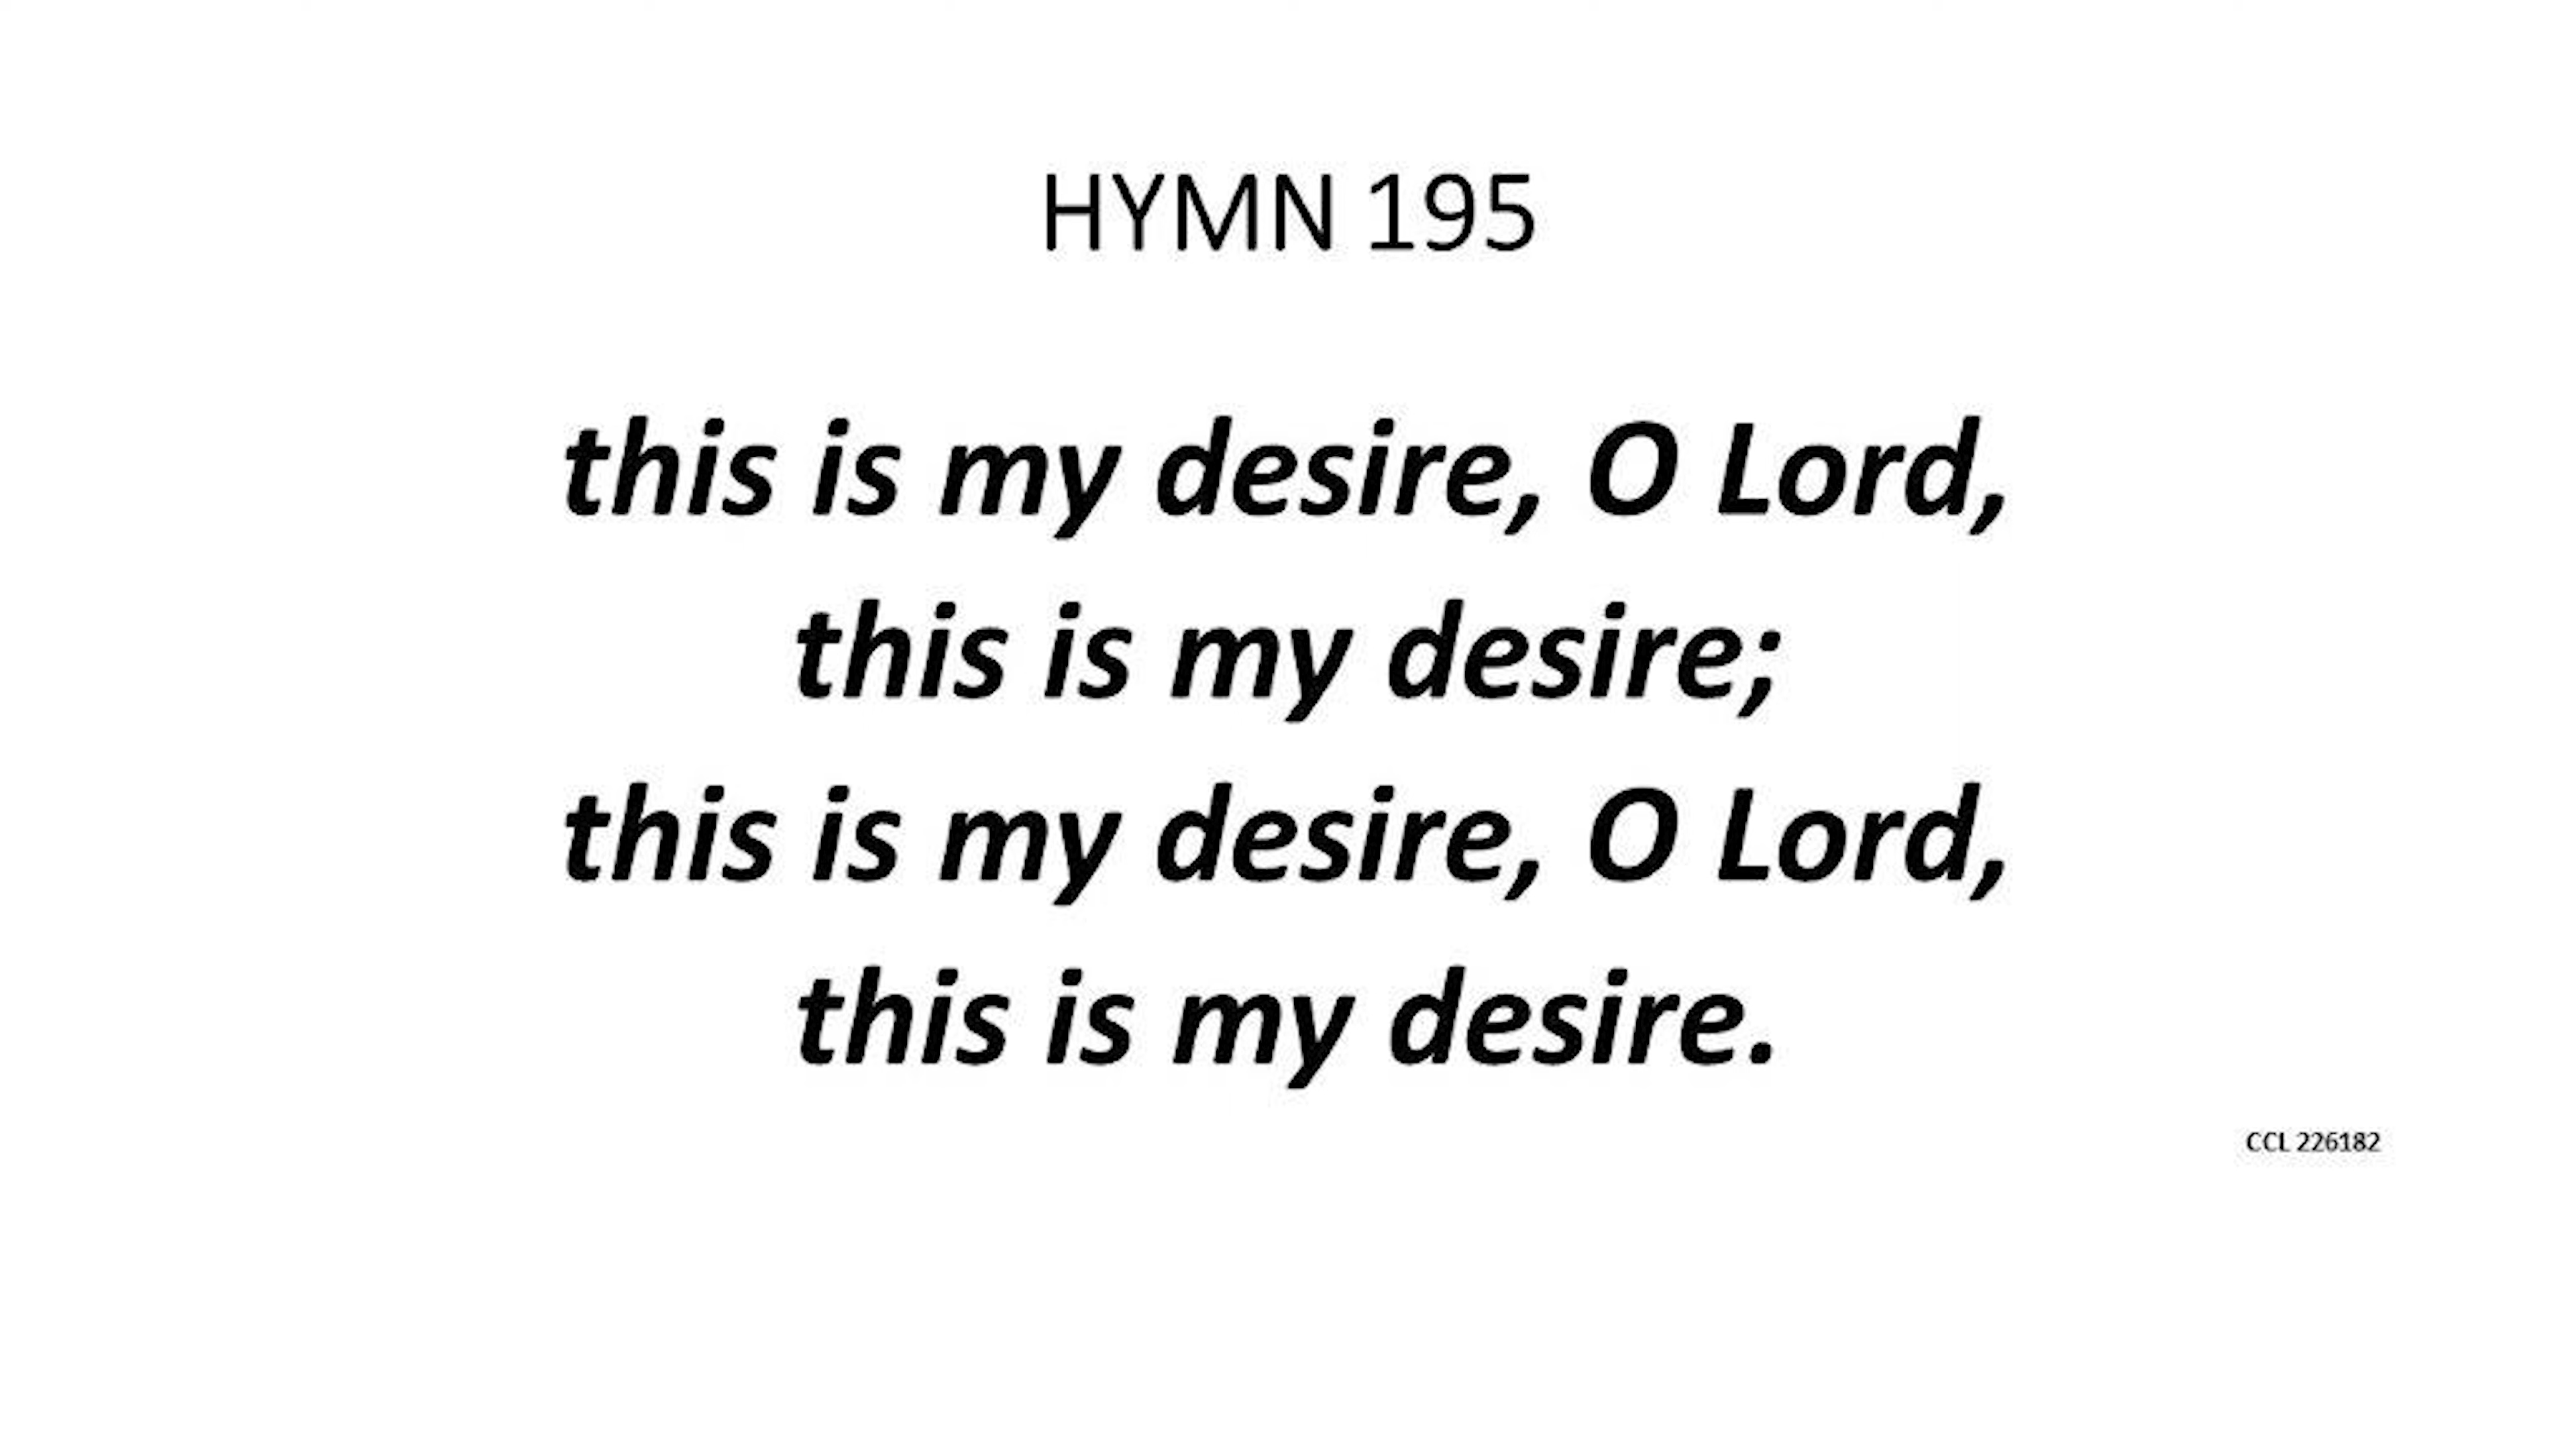 HYMN 195
this is my desire, O Lord,
this is my desire;
this is my desire, O Lord,
this is my desire.
CCL 226182